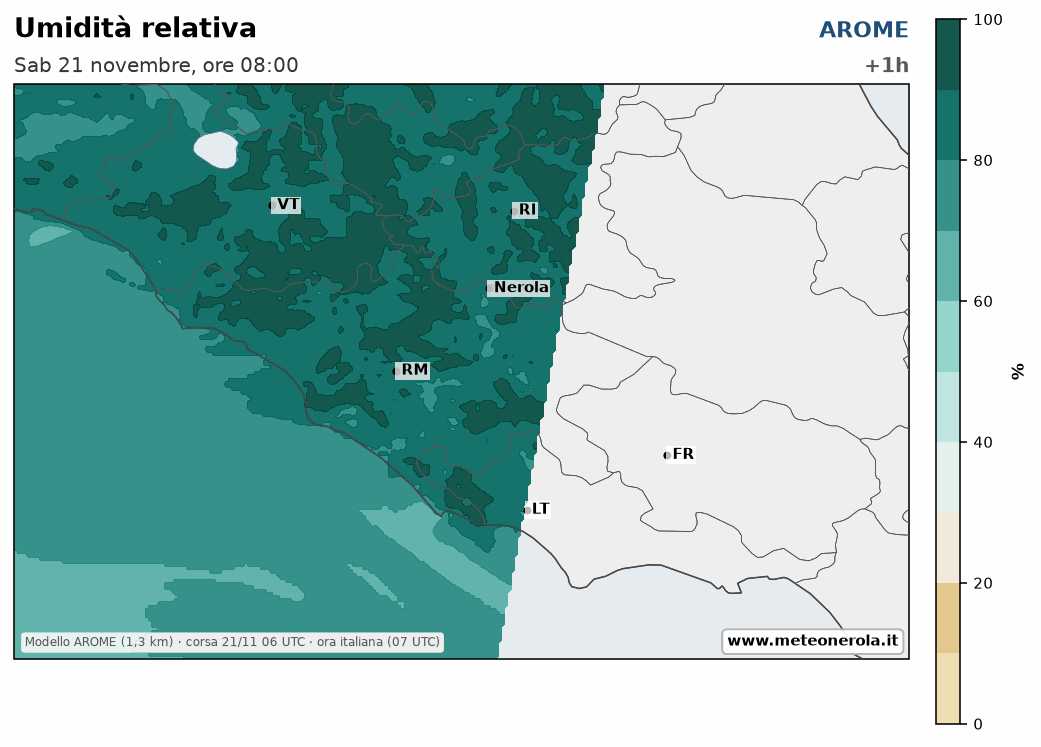 Umidità relativa
AROME
Sab 21 novembre, ore 08:00
+1h
100
80
60
40
20
0
%
VT
RI
Nerola
RM
FR
LT
Modello AROME (1,3 km) · corsa 21/11 06 UTC · ora italiana (07 UTC)
www.meteonerola.it